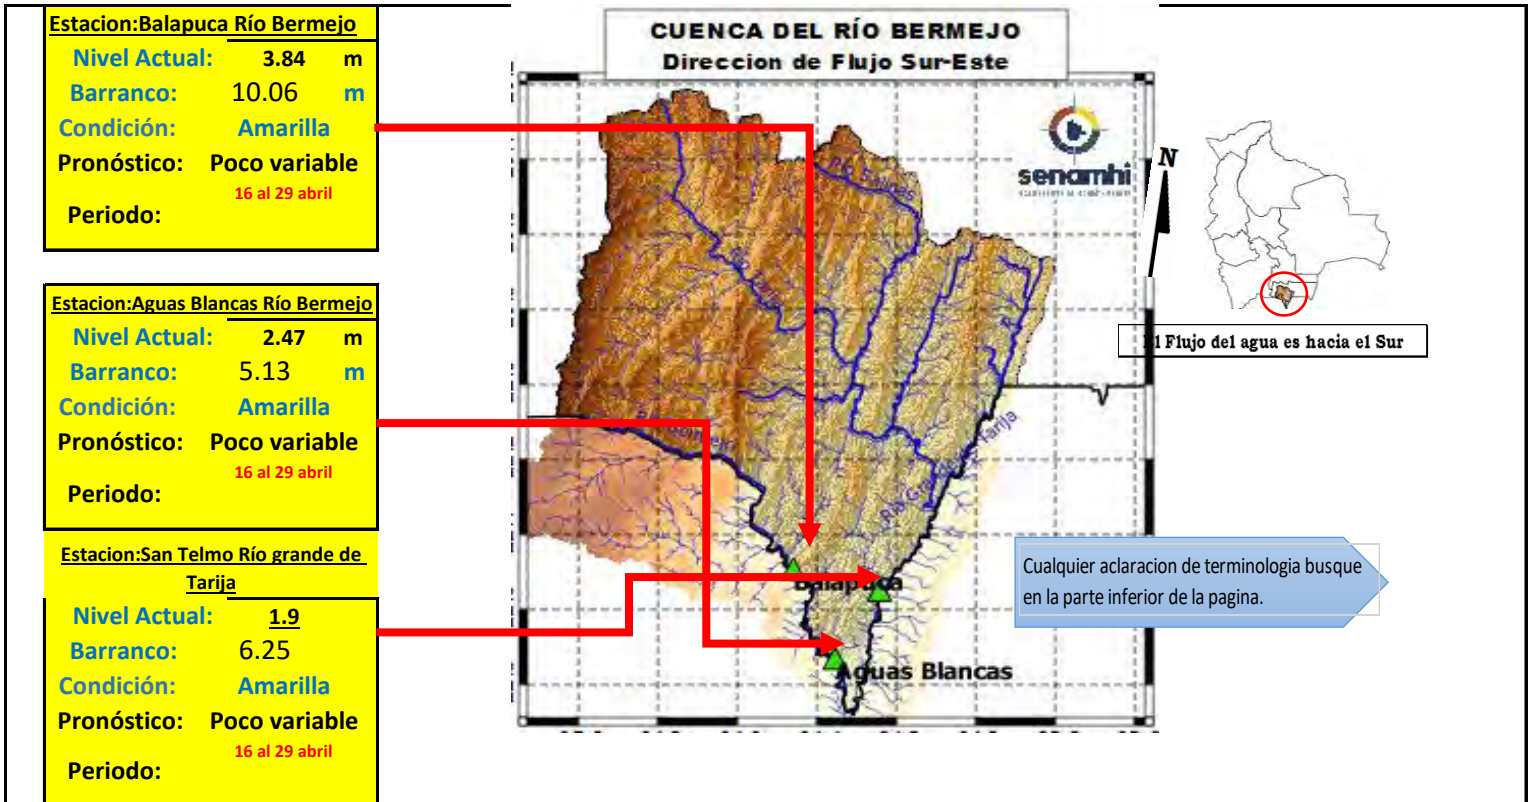 Estacion:Balapuca Río Bermejo
Nivel Actual: 3.84 m
Barranco: 10.06 m
Condición: Amarilla
Pronóstico: Poco variable
16 al 29 abril
Periodo:
Estacion:Aguas Blancas Río Bermejo
Nivel Actual: 2.47 m
Barranco: 5.13 m
Condición: Amarilla
Pronóstico: Poco variable
16 al 29 abril
Periodo:
Estacion:San Telmo Río grande de
Tarija
Nivel Actual: 1.9
Barranco: 6.25
Condición: Amarilla
Pronóstico: Poco variable
16 al 29 abril
Periodo:
CUENCA DEL RÍO BERMEJO
Direccion de Flujo Sur-Este
senamhi
N
l Flujo del agua es hacia el Sur
Río Salinas
Tarija
Balapuca
Aguas Blancas
Cualquier aclaracion de terminologia busque
en la parte inferior de la pagina.